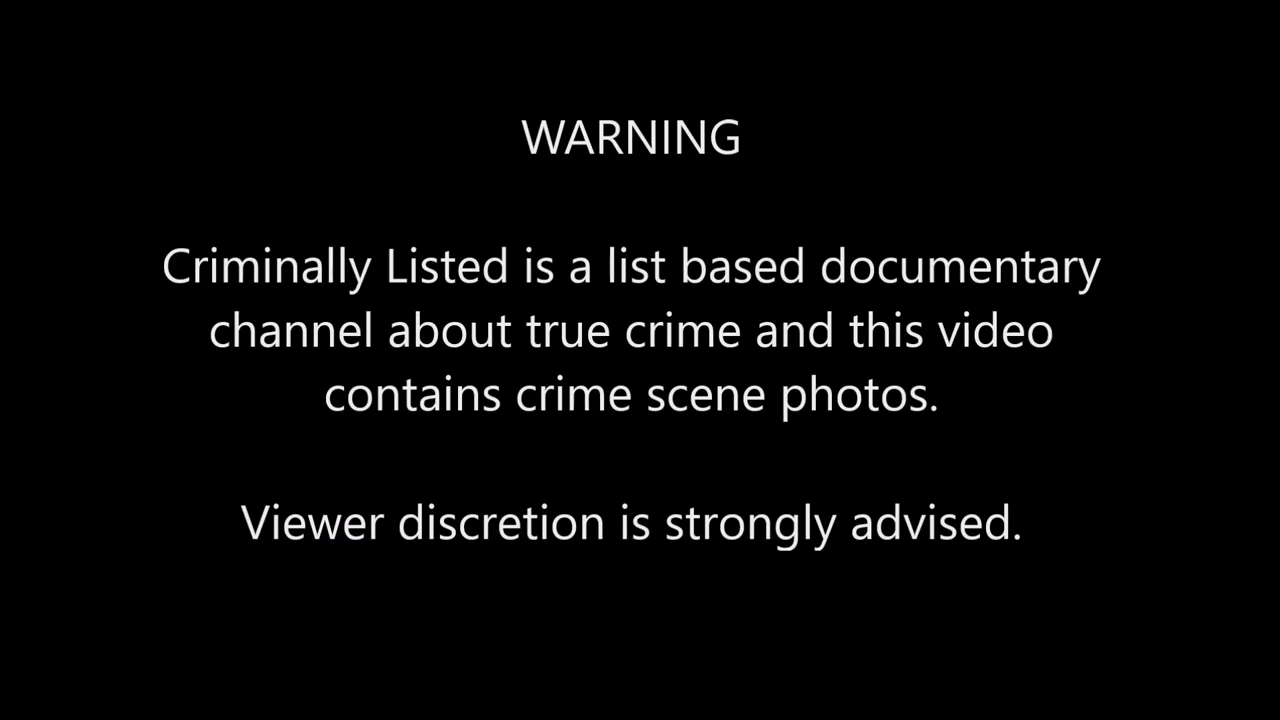 WARNING
Criminally Listed is a list based documentary
channel about true crime and this video
contains crime scene photos.
Viewer discretion is strongly advised.